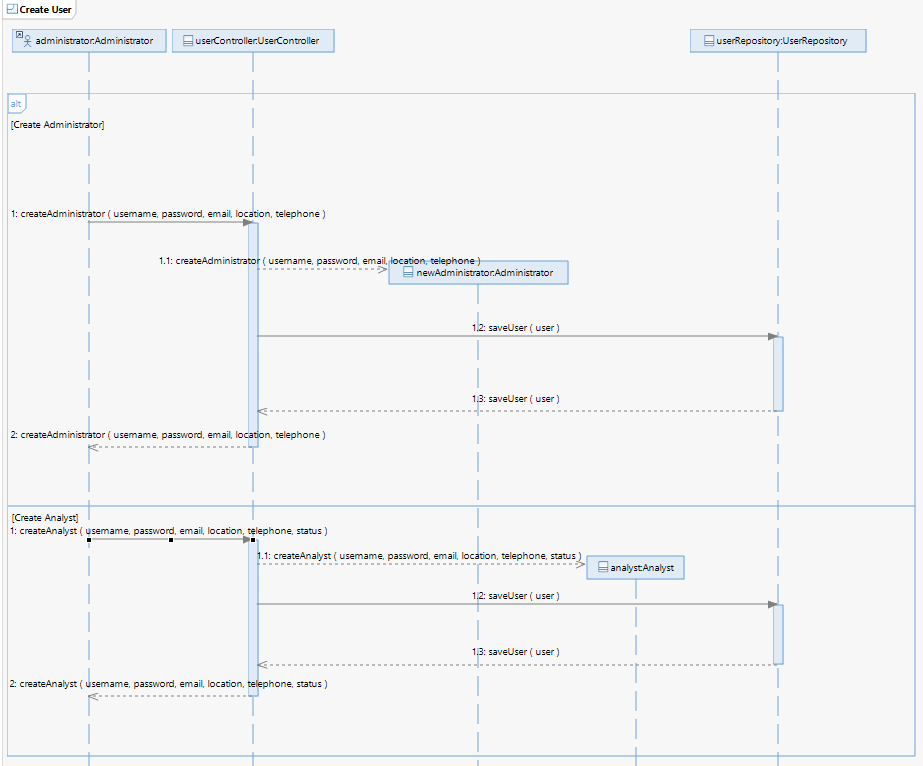 Create User
administrator:Administrator
userController:UserController
userRepository:UserRepository
alt
[Create Administrator]
1: createAdministrator ( username, password, email, location, telephone )
1.1: createAdministrator ( username, password, email, location, telephone )
newAdministrator:Administrator
1.2: saveUser ( user )
1.3: saveUser ( user )
2: createAdministrator ( username, password, email, location, telephone )
[Create Analyst]
1: createAnalyst ( username, password, email, location, telephone, status )
1.1: createAnalyst ( username, password, email, location, telephone, status )
analyst:Analyst
1.2: saveUser ( user )
1.3: saveUser ( user )
2: createAnalyst ( username, password, email, location, telephone, status )